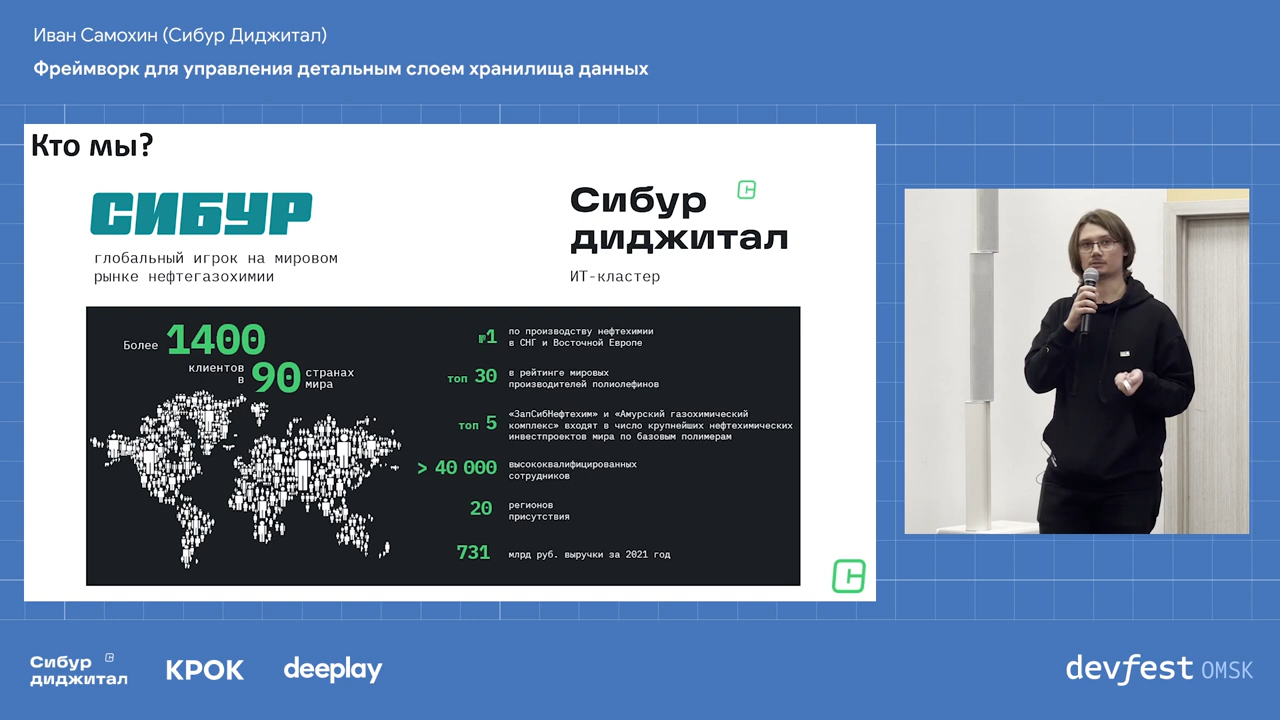 Иван Самохин (Сибур Диджитал)
Фреймворк для управления детальным слоем хранилища данных
Кто мы?
СИБУР
глобальный игрок на мировом
рынке нефтегазохимии
Сибур
диджитал
ИТ-кластер
Более 1400
клиентов
в 90 странах
мира
№1 по производству нефтехимии
в СНГ и Восточной Европе
топ 30 в рейтинге мировых
производителей полиолефинов
топ 5 «ЗапСибНефтехим» и «Амурский газохимический
комплекс» входят в число крупнейших нефтехимических
инвестпроектов мира по базовым полимерам
> 40 000 высококвалифицированных
сотрудников
20 регионов
присутствия
731 млрд руб. выручки за 2021 год
Сибур
диджитал
КРОК
deeplay
devfest OMSK